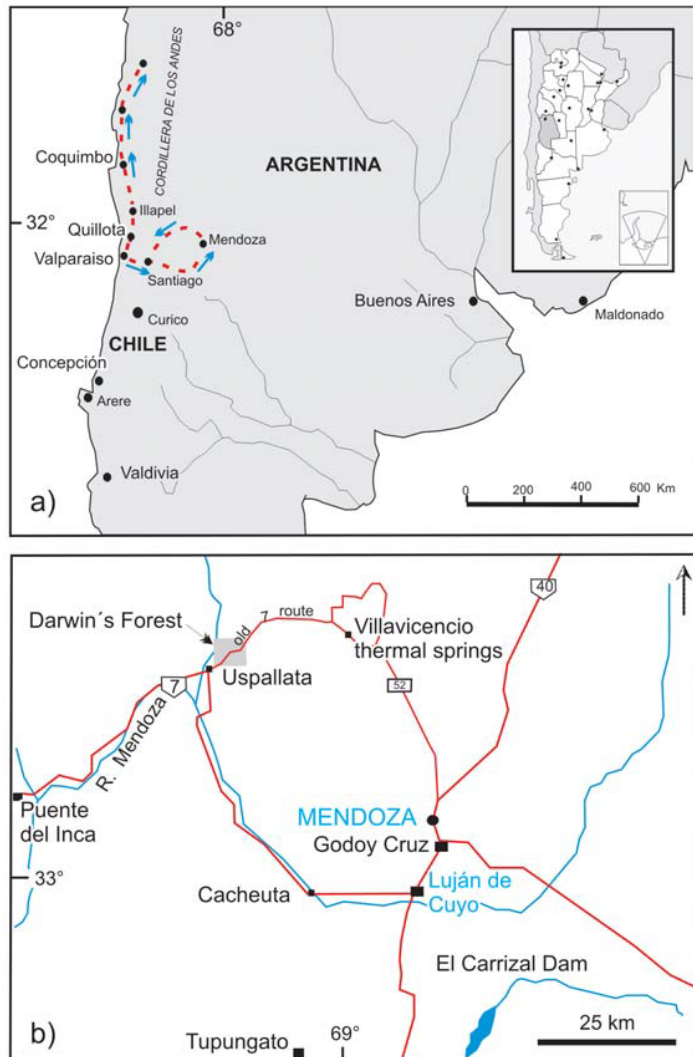 68°
CORDILLERA DE LOS ANDES
ARGENTINA
Coquimbo
32°
Illapel
Quillota
Mendoza
Valparaiso
Santiago
Buenos Aires
Maldonado
Curico
CHILE
Concepción
Arere
Valdivia
0 200 400 600 Km
a)
40
old 7 route
Darwin´s Forest
Villavicencio
thermal springs
Uspallata
7
52
R. Mendoza
Puente
del Inca
MENDOZA
Godoy Cruz
33°
Cacheuta
Luján de
Cuyo
El Carrizal Dam
b)
Tupungato
69°
25 km